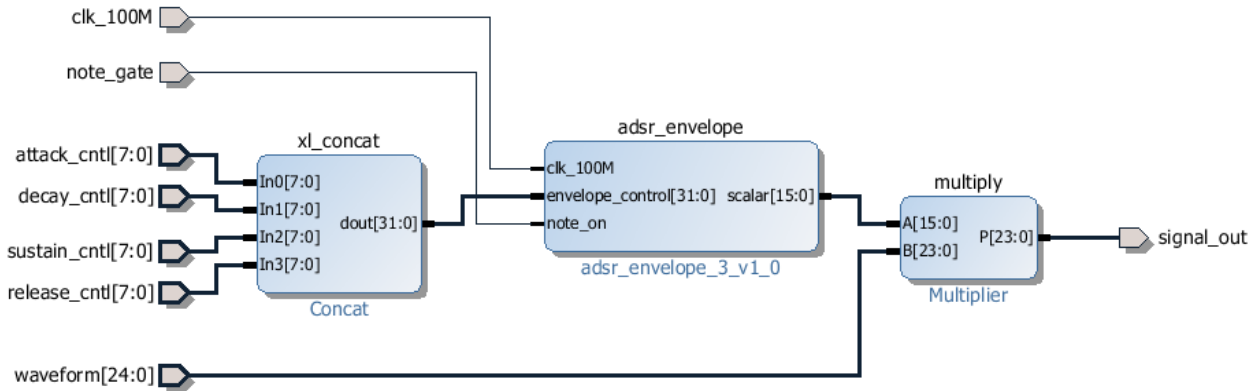 clk_100M
note_gate
attack_cntl[7:0]
decay_cntl[7:0]
sustain_cntl[7:0]
release_cntl[7:0]
waveform[24:0]
xl_concat
In0[7:0]
In1[7:0]
In2[7:0]
In3[7:0]
dout[31:0]
Concat
adsr_envelope
clk_100M
envelope_control[31:0] scalar[15:0]
note_on
adsr_envelope_3_v1_0
multiply
A[15:0]
B[23:0]
P[23:0]
Multiplier
signal_out